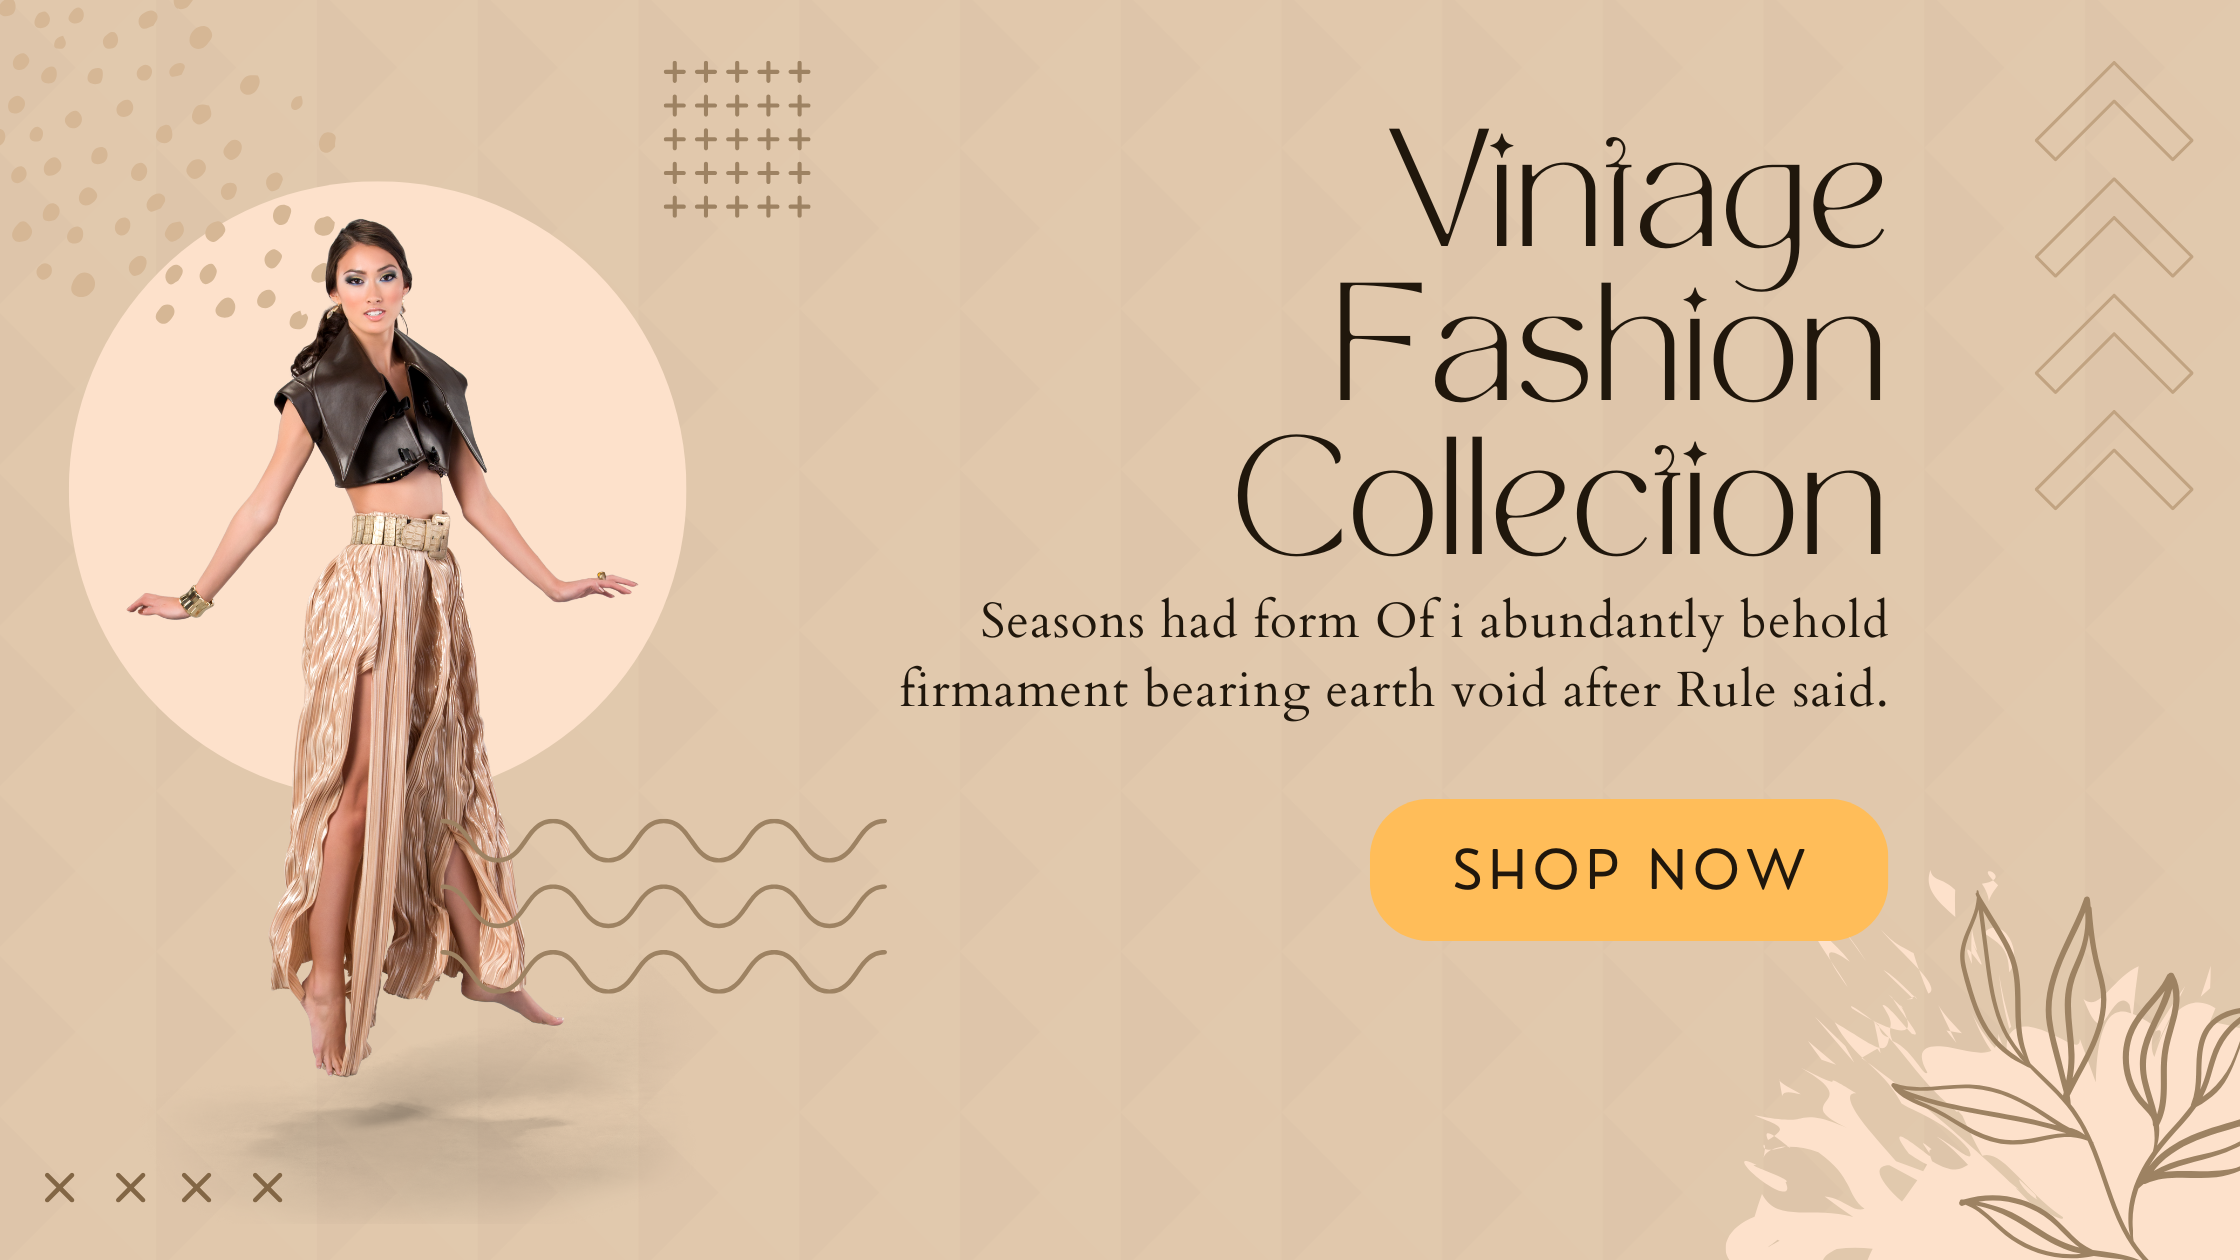 Vintage
Fashion
Collection
Seasons had form Of i abundantly behold
firmament bearing earth void after Rule said.
SHOP NOW